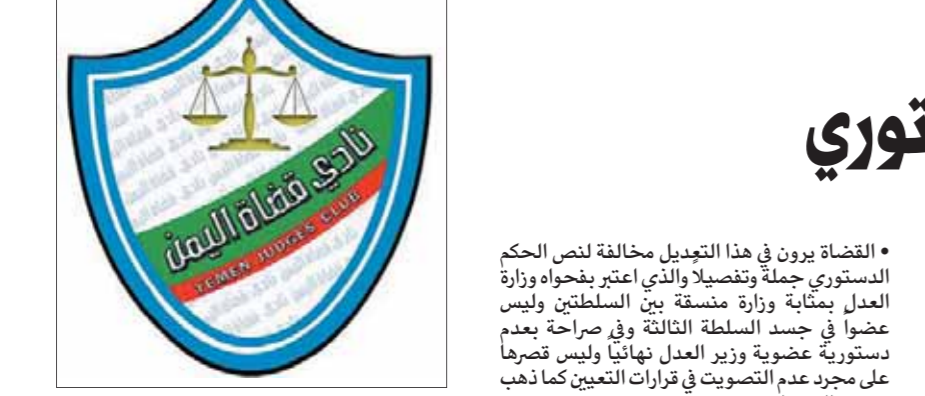 توري
• القضاة يرون في هذا التعديل مخالفة لنص الحكم
الدستوري جملة وتفصيلاً والذي اعتبر بفحواه وزارة
العدل بمثابة وزارة منسقة بين السلطتين وليس
عضواً في جسد السلطة الثالثة وفي صراحة بعدم
دستورية عضوية وزير العدل نهائياً وليس قصرها
على مجرد عدم التصويت في قرارات التعيين كما ذهب
نادي قضاة اليمن
YEMEN JUDGES CLUB